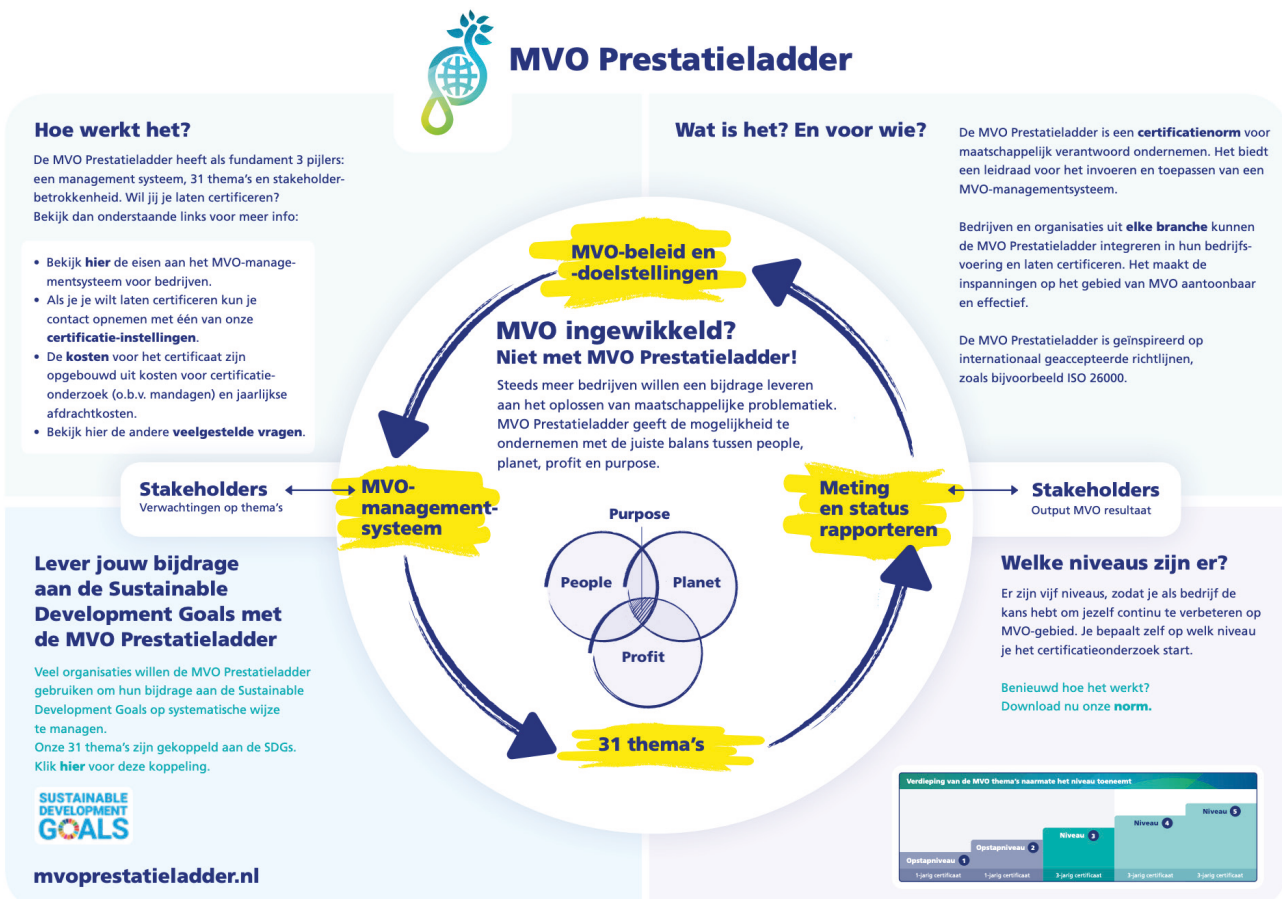 MVO Prestatieladder
Hoe werkt het?
De MVO Prestatieladder heeft als fundament 3 pijlers:
een management systeem, 31 thema's en stakeholder-
betrokkenheid. Wil jij je laten certificeren?
Bekijk dan onderstaande links voor meer info:
• Bekijk hier de eisen aan het MVO-manage-
mentsysteem voor bedrijven.
• Als je je wilt laten certificeren kun je
contact opnemen met één van onze
certificatie-instellingen.
• De kosten voor het certificaat zijn
opgebouwd uit kosten voor certificatie-
onderzoek (o.b.v. mandagen) en jaarlijkse
afdrachtkosten.
• Bekijk hier de andere veelgestelde vragen.
Wat is het? En voor wie?
De MVO Prestatieladder is een certificatienorm voor
maatschappelijk verantwoord ondernemen. Het biedt
een leidraad voor het invoeren en toepassen van een
MVO-managementsysteem.
Bedrijven en organisaties uit elke branche kunnen
de MVO Prestatieladder integreren in hun bedrijfs-
voering en laten certificeren. Het maakt de
inspanningen op het gebied van MVO aantoonbaar
en effectief.
De MVO Prestatieladder is geïnspireerd op
internationaal geaccepteerde richtlijnen,
zoals bijvoorbeeld ISO 26000.
MVO-beleid en
-doelstellingen
MVO ingewikkeld?
Niet met MVO Prestatieladder!
Steeds meer bedrijven willen een bijdrage leveren
aan het oplossen van maatschappelijke problematiek.
MVO Prestatieladder geeft de mogelijkheid te
ondernemen met de juiste balans tussen people,
planet, profit en purpose.
Stakeholders
Verwachtingen op thema's
MVO-
management-
systeem
Meting
en status
rapporteren
Stakeholders
Output MVO resultaat
Purpose
People
Planet
Profit
31 thema's
Lever jouw bijdrage
aan de Sustainable
Development Goals met
de MVO Prestatieladder
Veel organisaties willen de MVO Prestatieladder
gebruiken om hun bijdrage aan de Sustainable
Development Goals op systematische wijze
te managen.
Onze 31 thema's zijn gekoppeld aan de SDGs.
Klik hier voor deze koppeling.
SUSTAINABLE
DEVELOPMENT
GOALS
mvoprestatieladder.nl
Welke niveaus zijn er?
Er zijn vijf niveaus, zodat je als bedrijf de
kans hebt om jezelf continu te verbeteren op
MVO-gebied. Je bepaalt zelf op welk niveau
je het certificatieonderzoek start.
Benieuwd hoe het werkt?
Download nu onze norm.
Verdieping van de MVO thema's naarmate het niveau toeneemt
Opstapniveau 1
Opstapniveau 2
Niveau 3
Niveau 4
Niveau 5
1-jarig certificaat
1-jarig certificaat
3-jarig certificaat
3-jarig certificaat
3-jarig certificaat